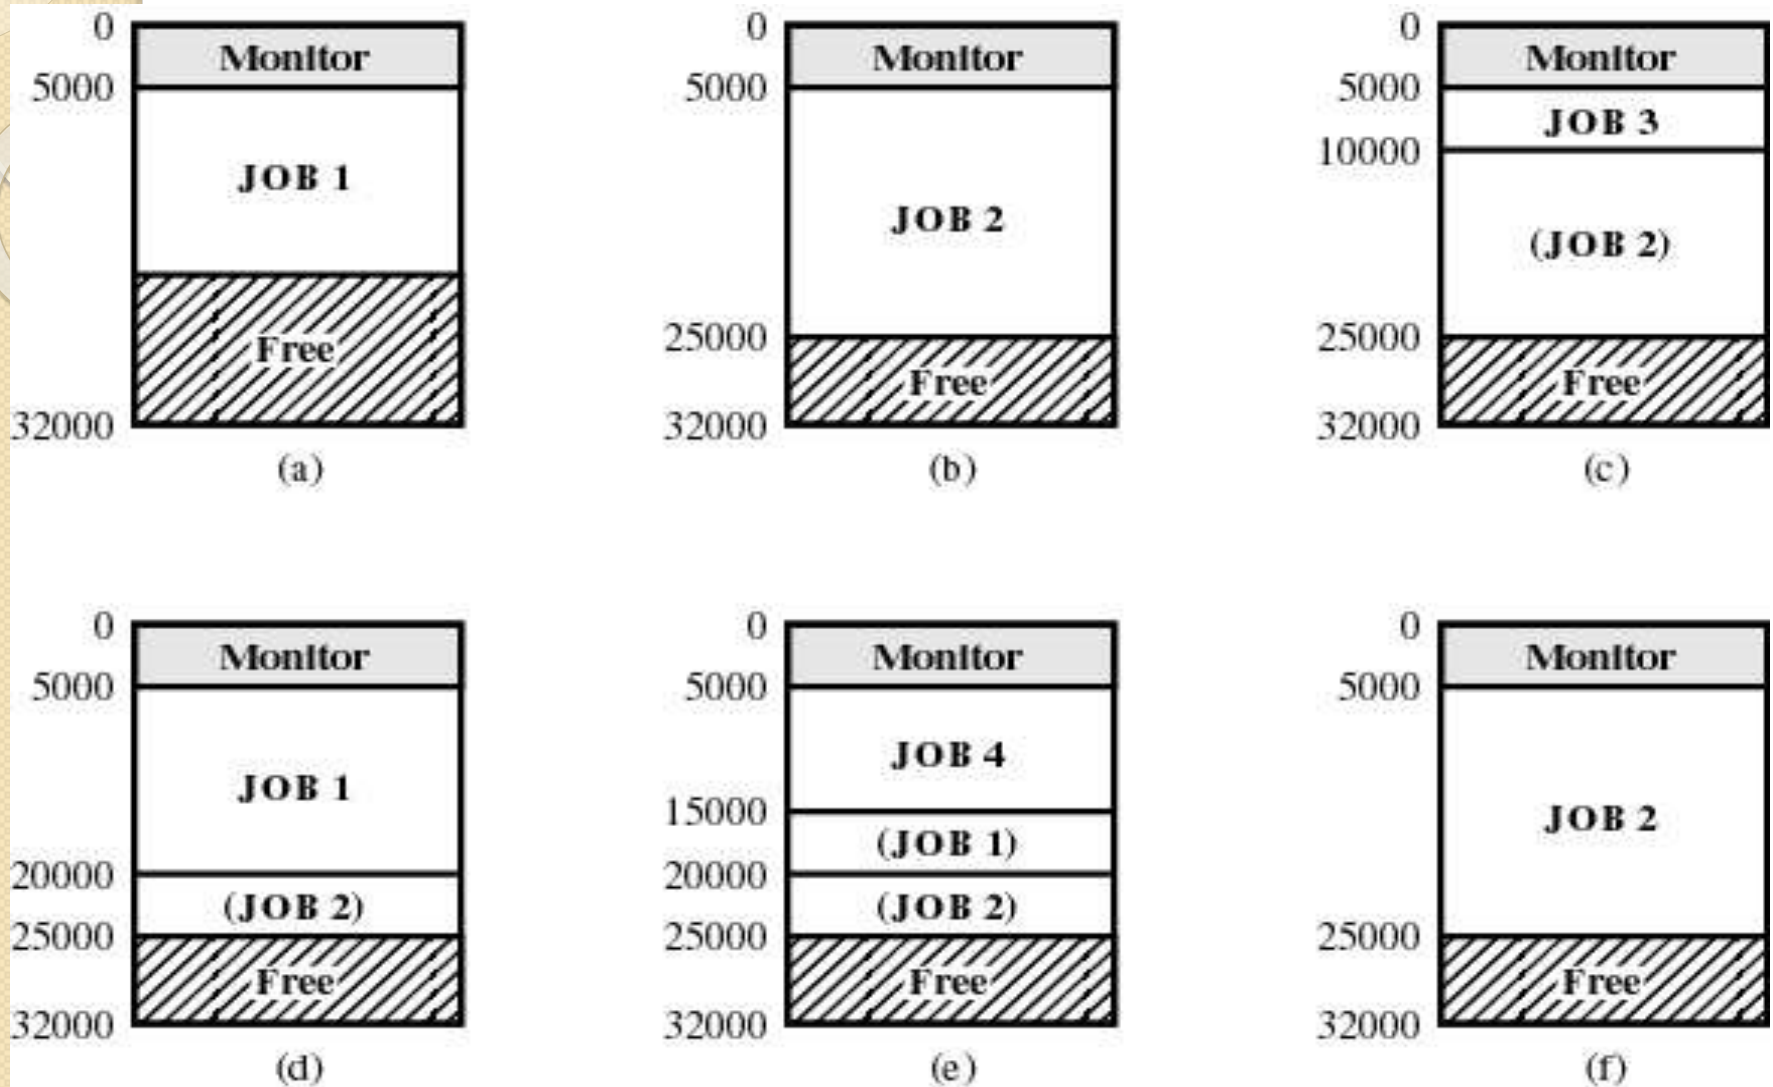 0
Monitor
5000
JOB 1
Free
32000
(a)
0
Monitor
5000
JOB 2
25000
Free
32000
(b)
0
Monitor
5000
JOB 3
10000
(JOB 2)
25000
Free
32000
(c)
0
Monitor
5000
JOB 1
20000
(JOB 2)
25000
Free
32000
(d)
0
Monitor
5000
JOB 4
15000
(JOB 1)
20000
(JOB 2)
25000
Free
32000
(e)
0
Monitor
5000
JOB 2
25000
Free
32000
(f)